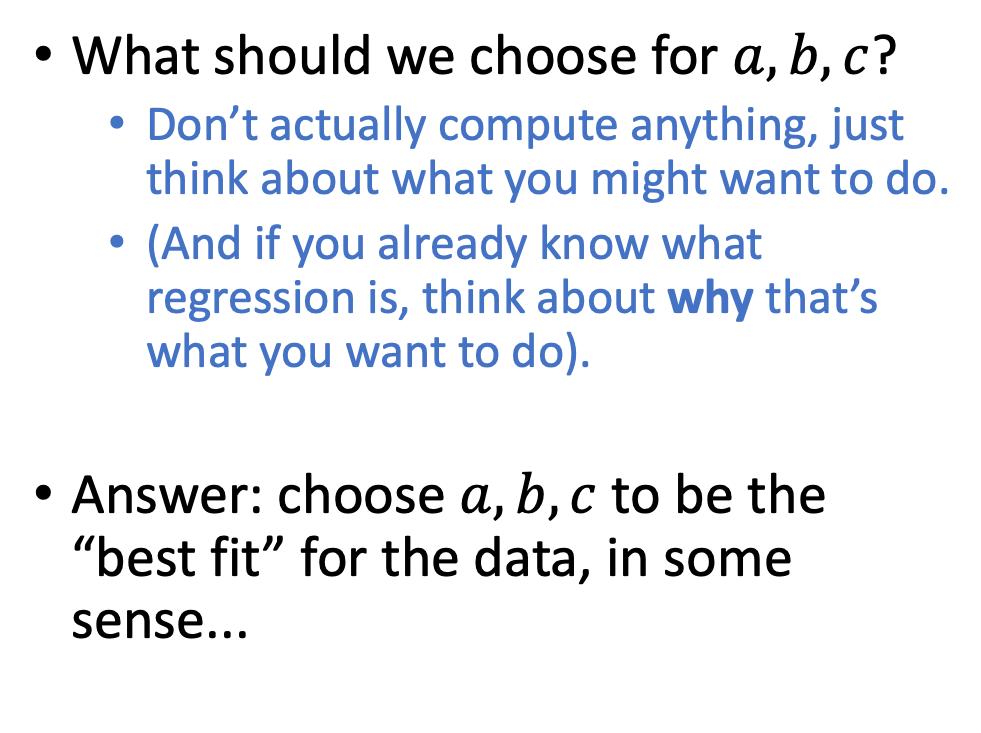 • What should we choose for a, b, c?
• Don’t actually compute anything, just
think about what you might want to do.
• (And if you already know what
regression is, think about why that’s
what you want to do).
• Answer: choose a, b, c to be the
“best fit” for the data, in some
sense...